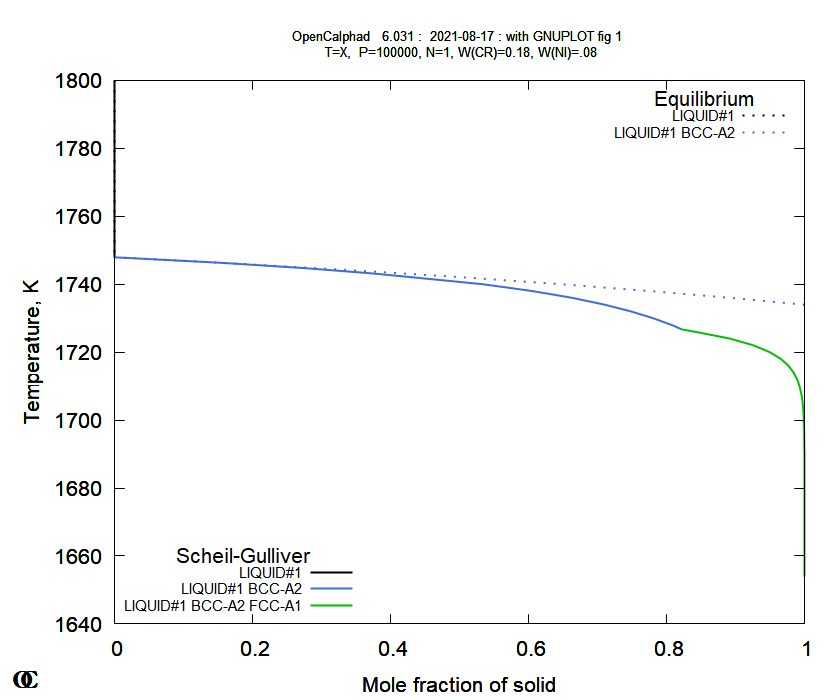 OpenCalphad 6.031 : 2021-08-17 : with GNUPLOT fig 1
T=X, P=100000, N=1, W(CR)=0.18, W(NI)=.08
Equilibrium
LIQUID#1
LIQUID#1 BCC-A2
1800
1780
1760
1740
1720
1700
1680
1660
1640
Temperature, K
Scheil-Gulliver
LIQUID#1
LIQUID#1 BCC-A2
LIQUID#1 BCC-A2 FCC-A1
0 0.2 0.4 0.6 0.8 1
Mole fraction of solid
OC